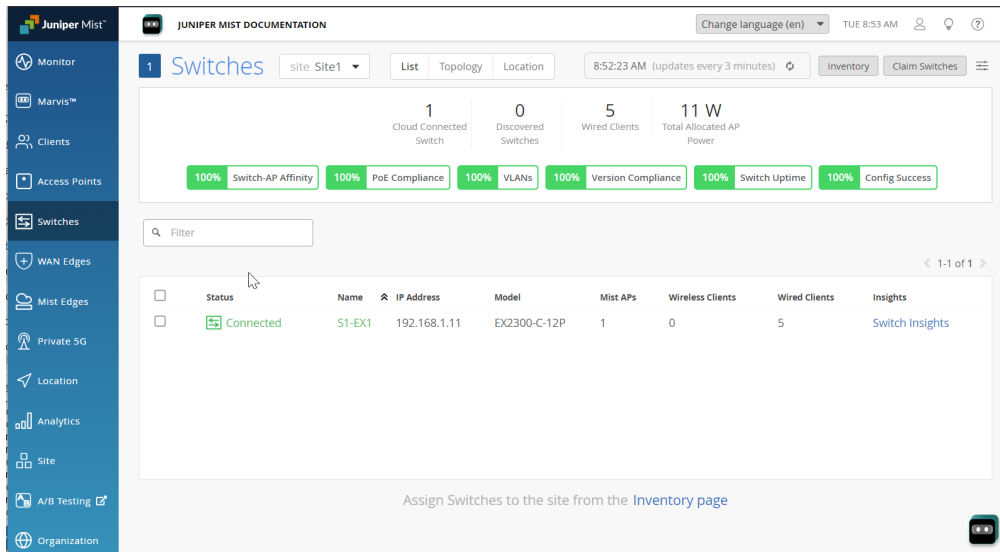 Juniper Mist™
JUNIPER MIST DOCUMENTATION
Change language (en)
TUE 8:53 AM
?
Monitor
Marvis™
Clients
Access Points
Switches
WAN Edges
Mist Edges
Private 5G
Location
Analytics
Site
A/B Testing
Organization
1 Switches
site Site1
List Topology Location
8:52:23 AM (updates every 3 minutes)
Inventory
Claim Switches
1
Cloud Connected
Switch
0
Discovered
Switches
5
Wired Clients
11 W
Total Allocated AP
Power
100% Switch-AP Affinity
100% PoE Compliance
100% VLANs
100% Version Compliance
100% Switch Uptime
100% Config Success
Filter
< 1-1 of 1 >
Status Name IP Address Model Mist APs Wireless Clients Wired Clients Insights
Connected S1-EX1 192.168.1.11 EX2300-C-12P 1 0 5 Switch Insights
Assign Switches to the site from the Inventory page